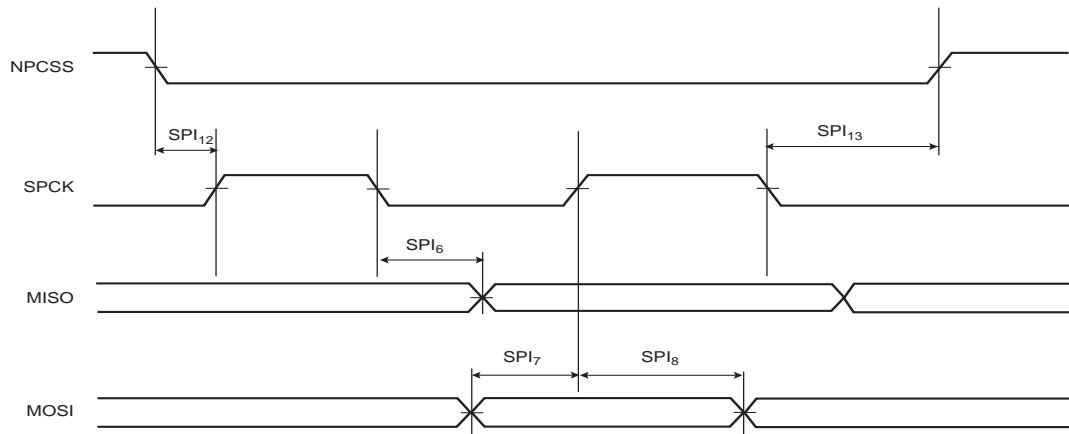 NPCSS
SPI₁₂
SPI₁₃
SPCK
SPI₆
MISO
SPI₇
SPI₈
MOSI